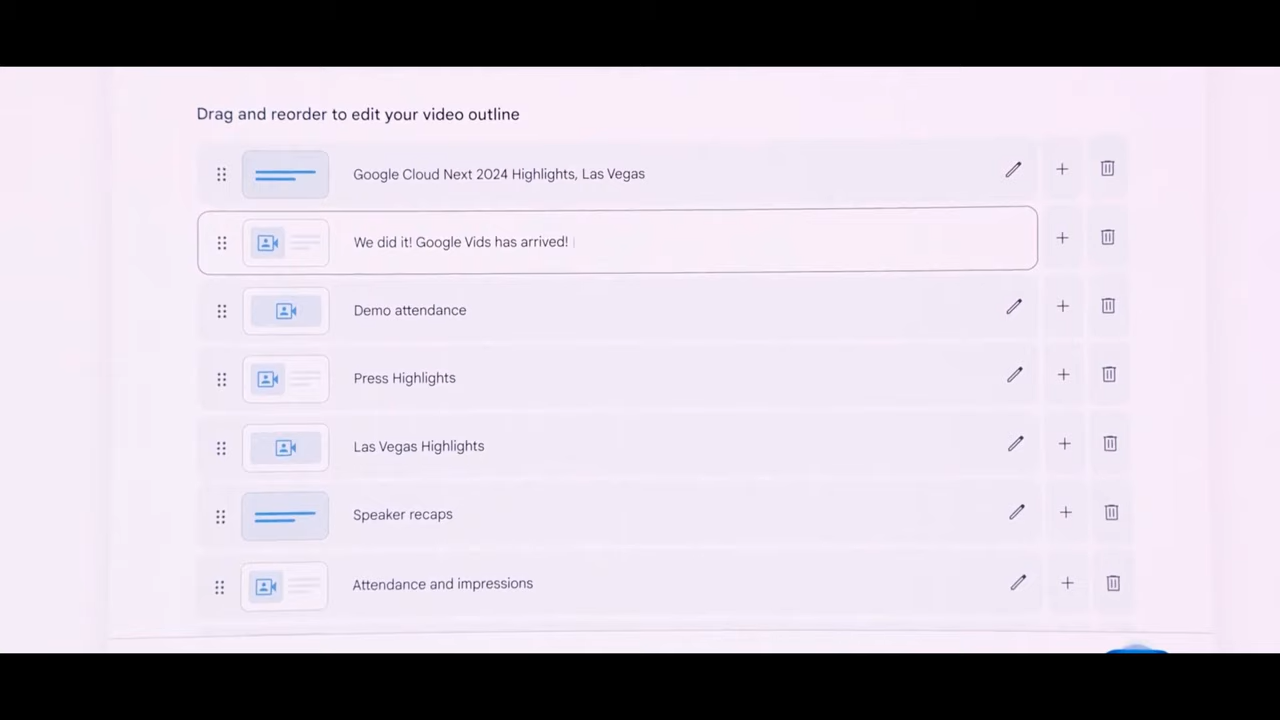 Drag and reorder to edit your video outline
Google Cloud Next 2024 Highlights, Las Vegas
We did it! Google Vids has arrived!
Demo attendance
Press Highlights
Las Vegas Highlights
Speaker recaps
Attendance and impressions